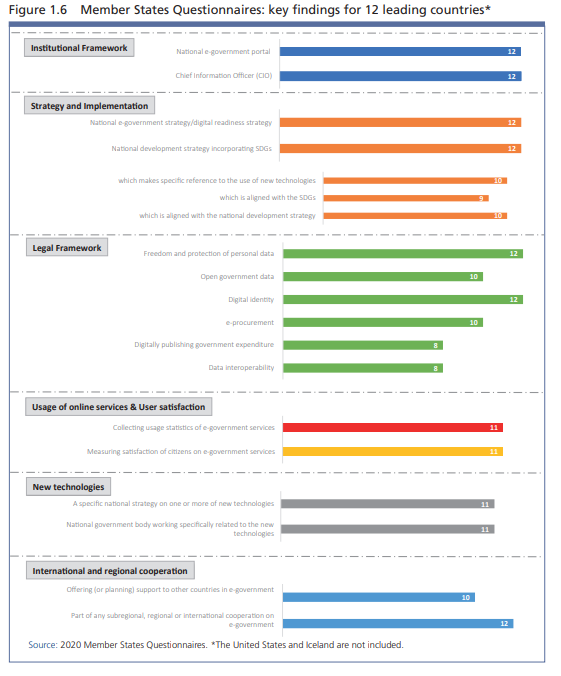 Figure 1.6 Member States Questionnaires: key findings for 12 leading countries*
Institutional Framework
National e-government portal 12
Chief Information Officer (CIO) 12
Strategy and Implementation
National e-government strategy/digital readiness strategy 12
National development strategy incorporating SDGs 12
which makes specific reference to the use of new technologies 10
which is aligned with the SDGs 9
which is aligned with the national development strategy 10
Legal Framework
Freedom and protection of personal data 12
Open government data 10
Digital identity 12
e-procurement 10
Digitally publishing government expenditure 8
Data interoperability 8
Usage of online services & User satisfaction
Collecting usage statistics of e-government services 11
Measuring satisfaction of citizens on e-government services 11
New technologies
A specific national strategy on one or more of new technologies 11
National government body working specifically related to the new
technologies 11
International and regional cooperation
Offering (or planning) support to other countries in e-government 10
Part of any subregional, regional or international cooperation on
e-government 12
Source: 2020 Member States Questionnaires. *The United States and Iceland are not included.